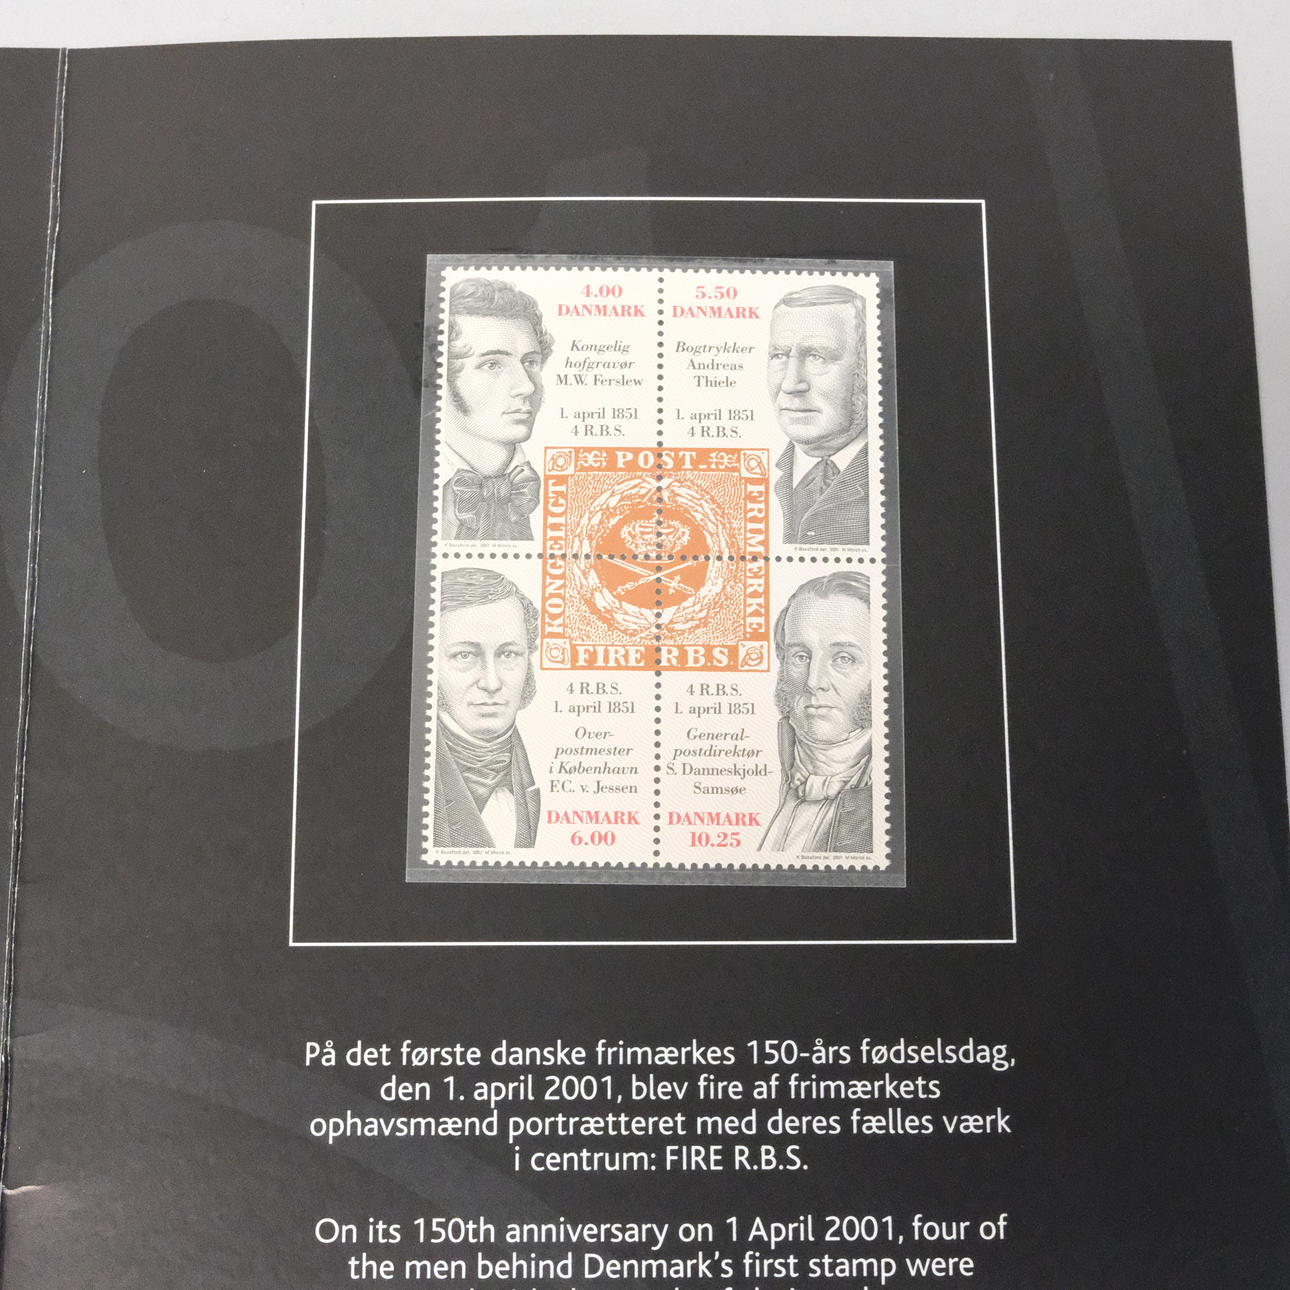 4.00
DANMARK
Kongelig
hofgravør
M.W. Ferslew
1. april 1851
4 R.B.S.
5.50
DANMARK
Bogtrykker
Andreas
Thiele
1. april 1851
4 R.B.S.
POST-
KONGELIGT
FRIMERKE.
FIRE R.B.S.
4 R.B.S.
1. april 1851
Over-
postmester
i København
F.C. v. Jessen
DANMARK
6.00
4 R.B.S.
1. april 1851
General-
postdirektør
S. Danneskjold-
Samsøe
DANMARK
10.25
På det første danske frimærkes 150-års fødselsdag,
den 1. april 2001, blev fire af frimærkets
ophavsmænd portrætteret med deres fælles værk
i centrum: FIRE R.B.S.
On its 150th anniversary on 1 April 2001, four of
the men behind Denmark's first stamp were